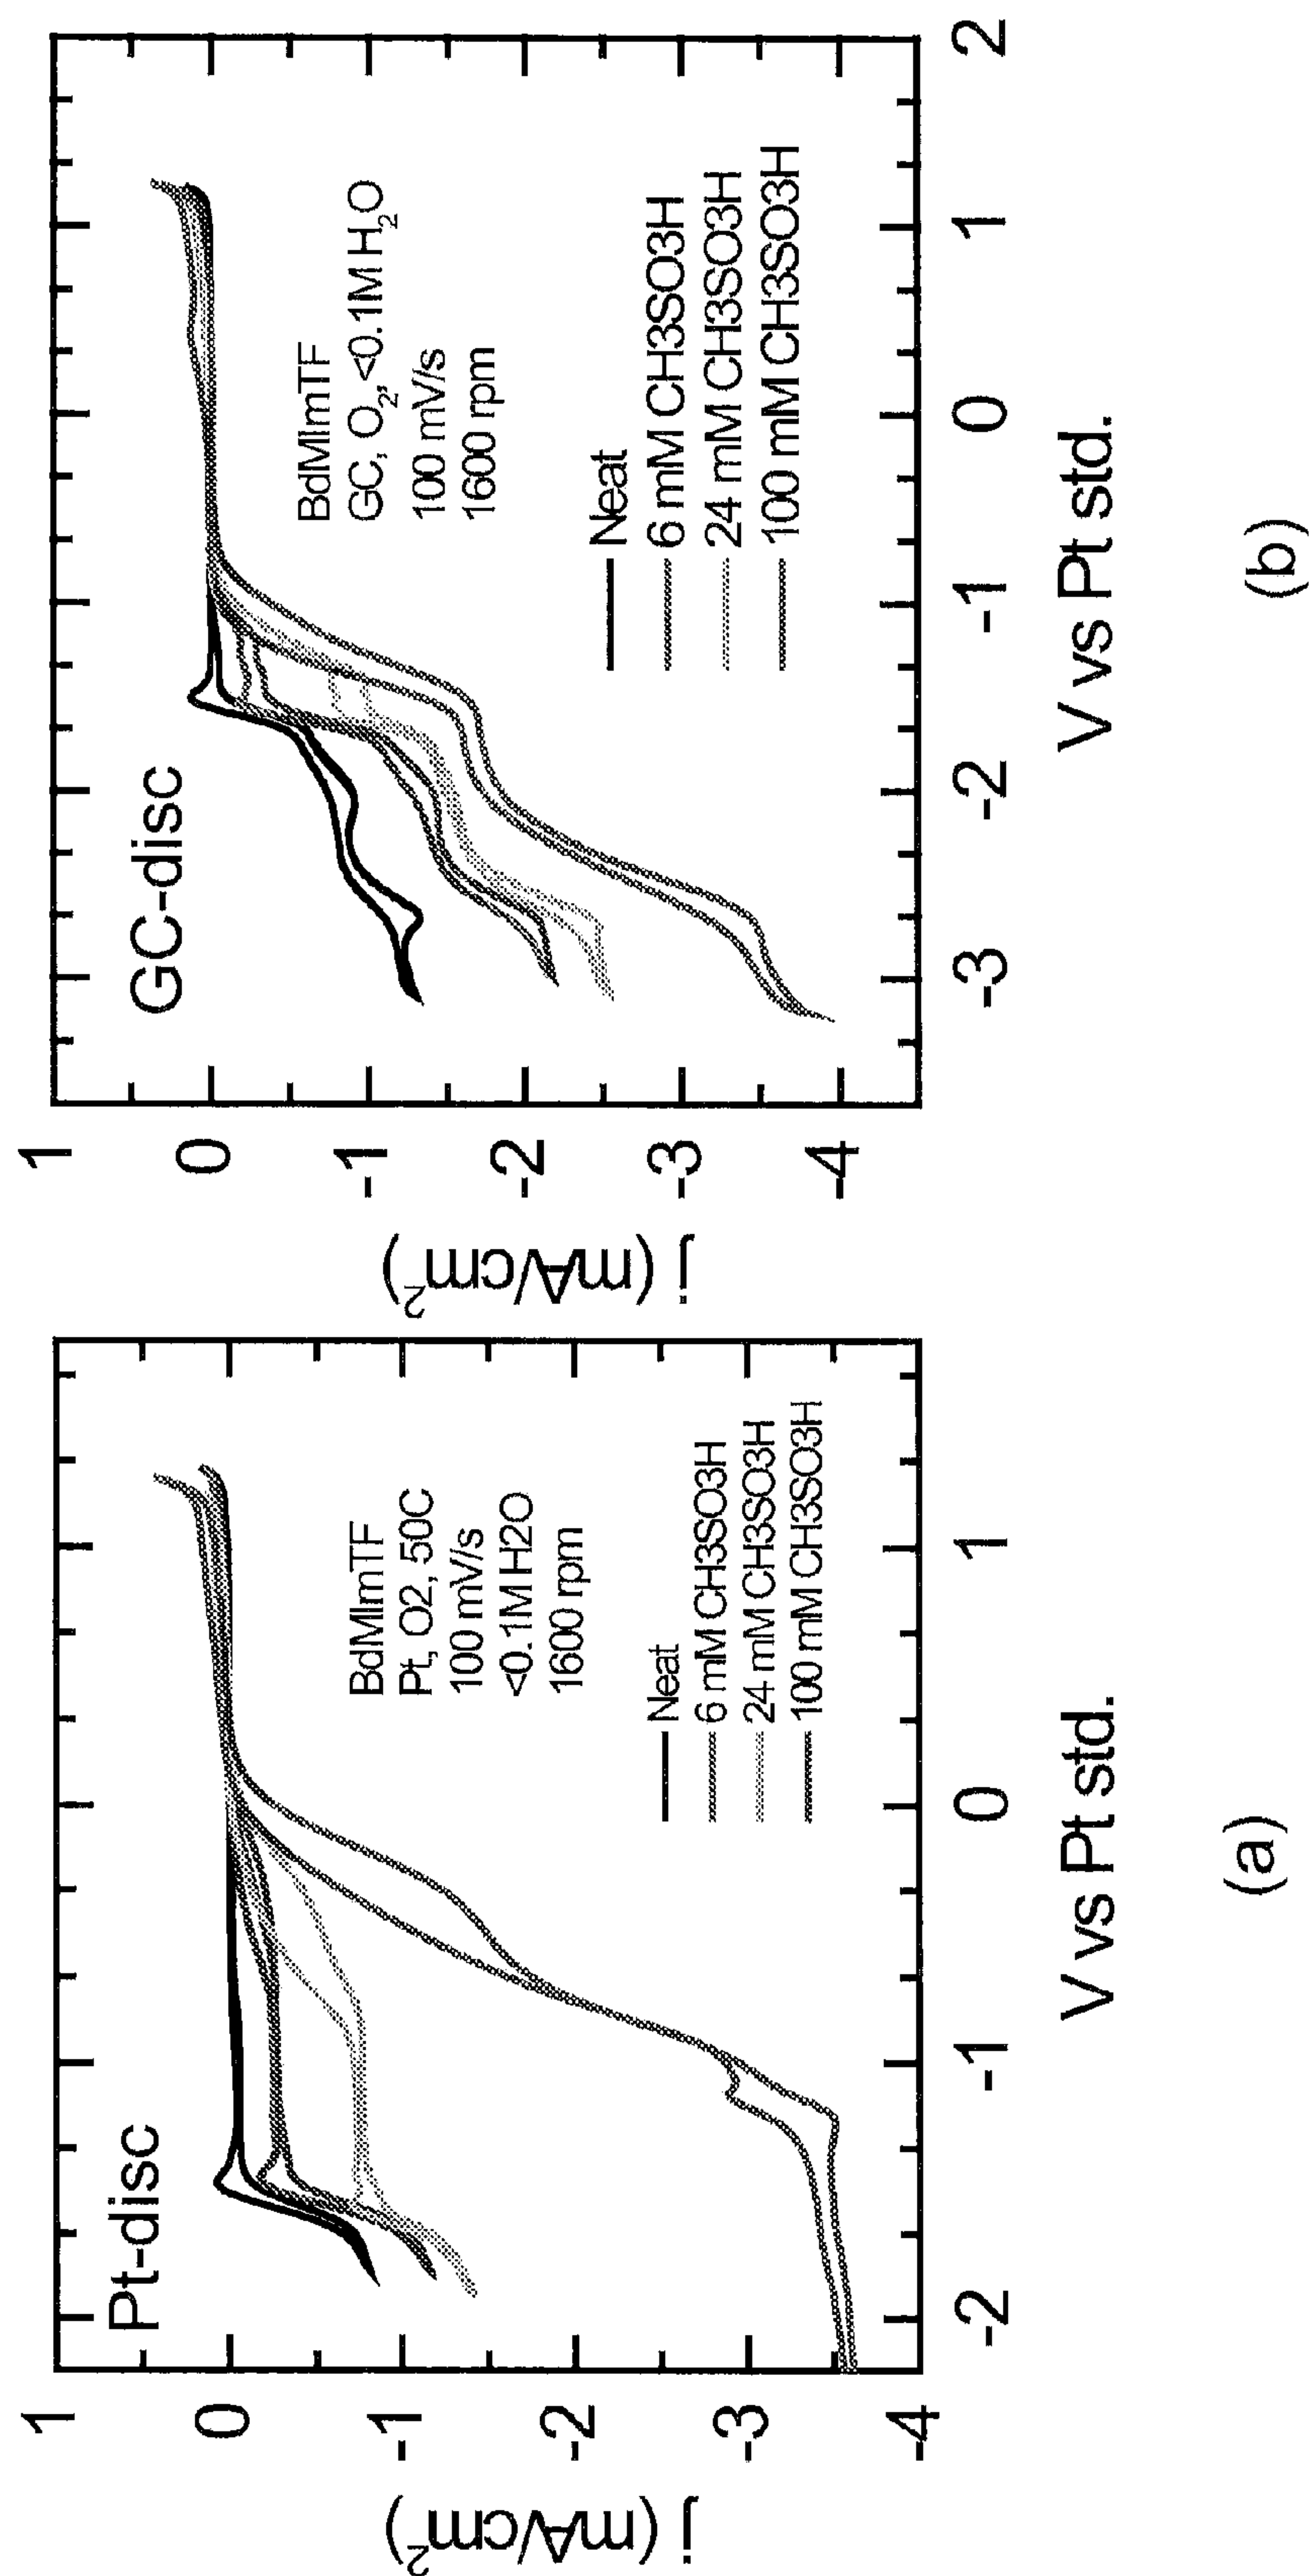 Pt-disc
BdMImTF
Pt, O2, 50C
100 mV/s
<0.1M H2O
1600 rpm
Neat
6 mM CH3SO3H
24 mM CH3SO3H
100 mM CH3SO3H
1
0
-1
-2
-3
-4
j (mA/cm²)
-2
-1
0
1
V vs Pt std.
(a)
GC-disc
BdMImTF
GC, O₂, <0.1M H₂O
100 mV/s
1600 rpm
Neat
6 mM CH3SO3H
24 mM CH3SO3H
100 mM CH3SO3H
1
0
-1
-2
-3
-4
j (mA/cm²)
-3
-2
-1
0
1
2
V vs Pt std.
(b)